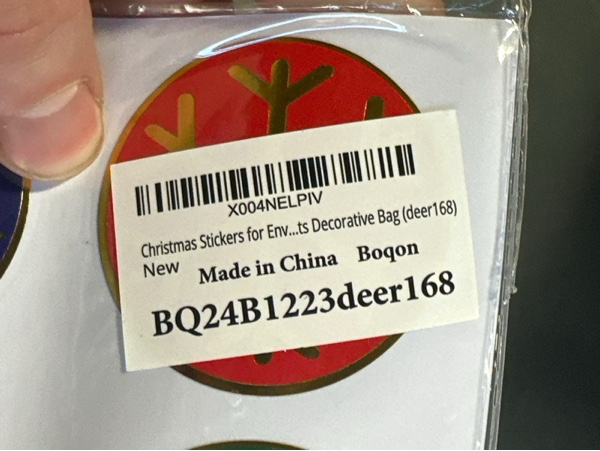 X004NELPIV
Christmas Stickers for Env...ts Decorative Bag (deer168)
New Made in China Boqon
BQ24B1223deer168